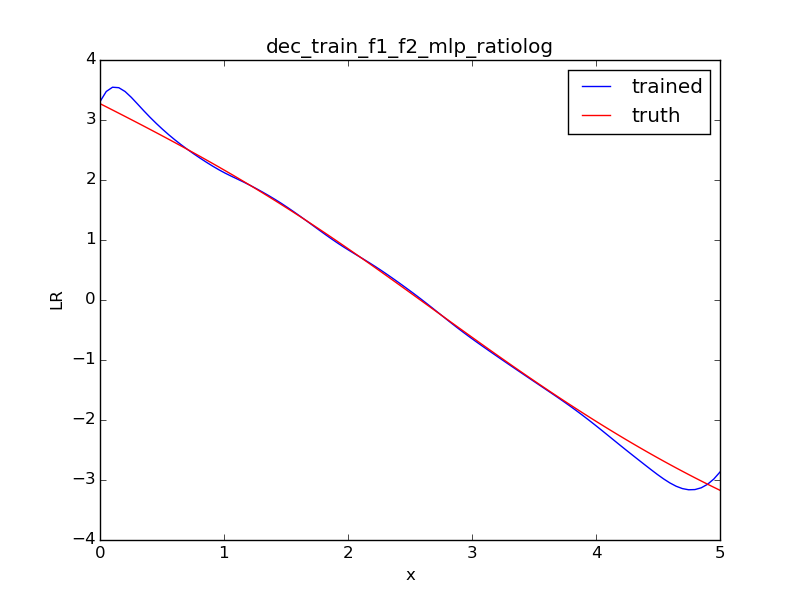 dec_train_f1_f2_mlp_ratiolog
trained
truth
4
3
2
1
0
−1
−2
−3
−4
LR
0 1 2 3 4 5
x